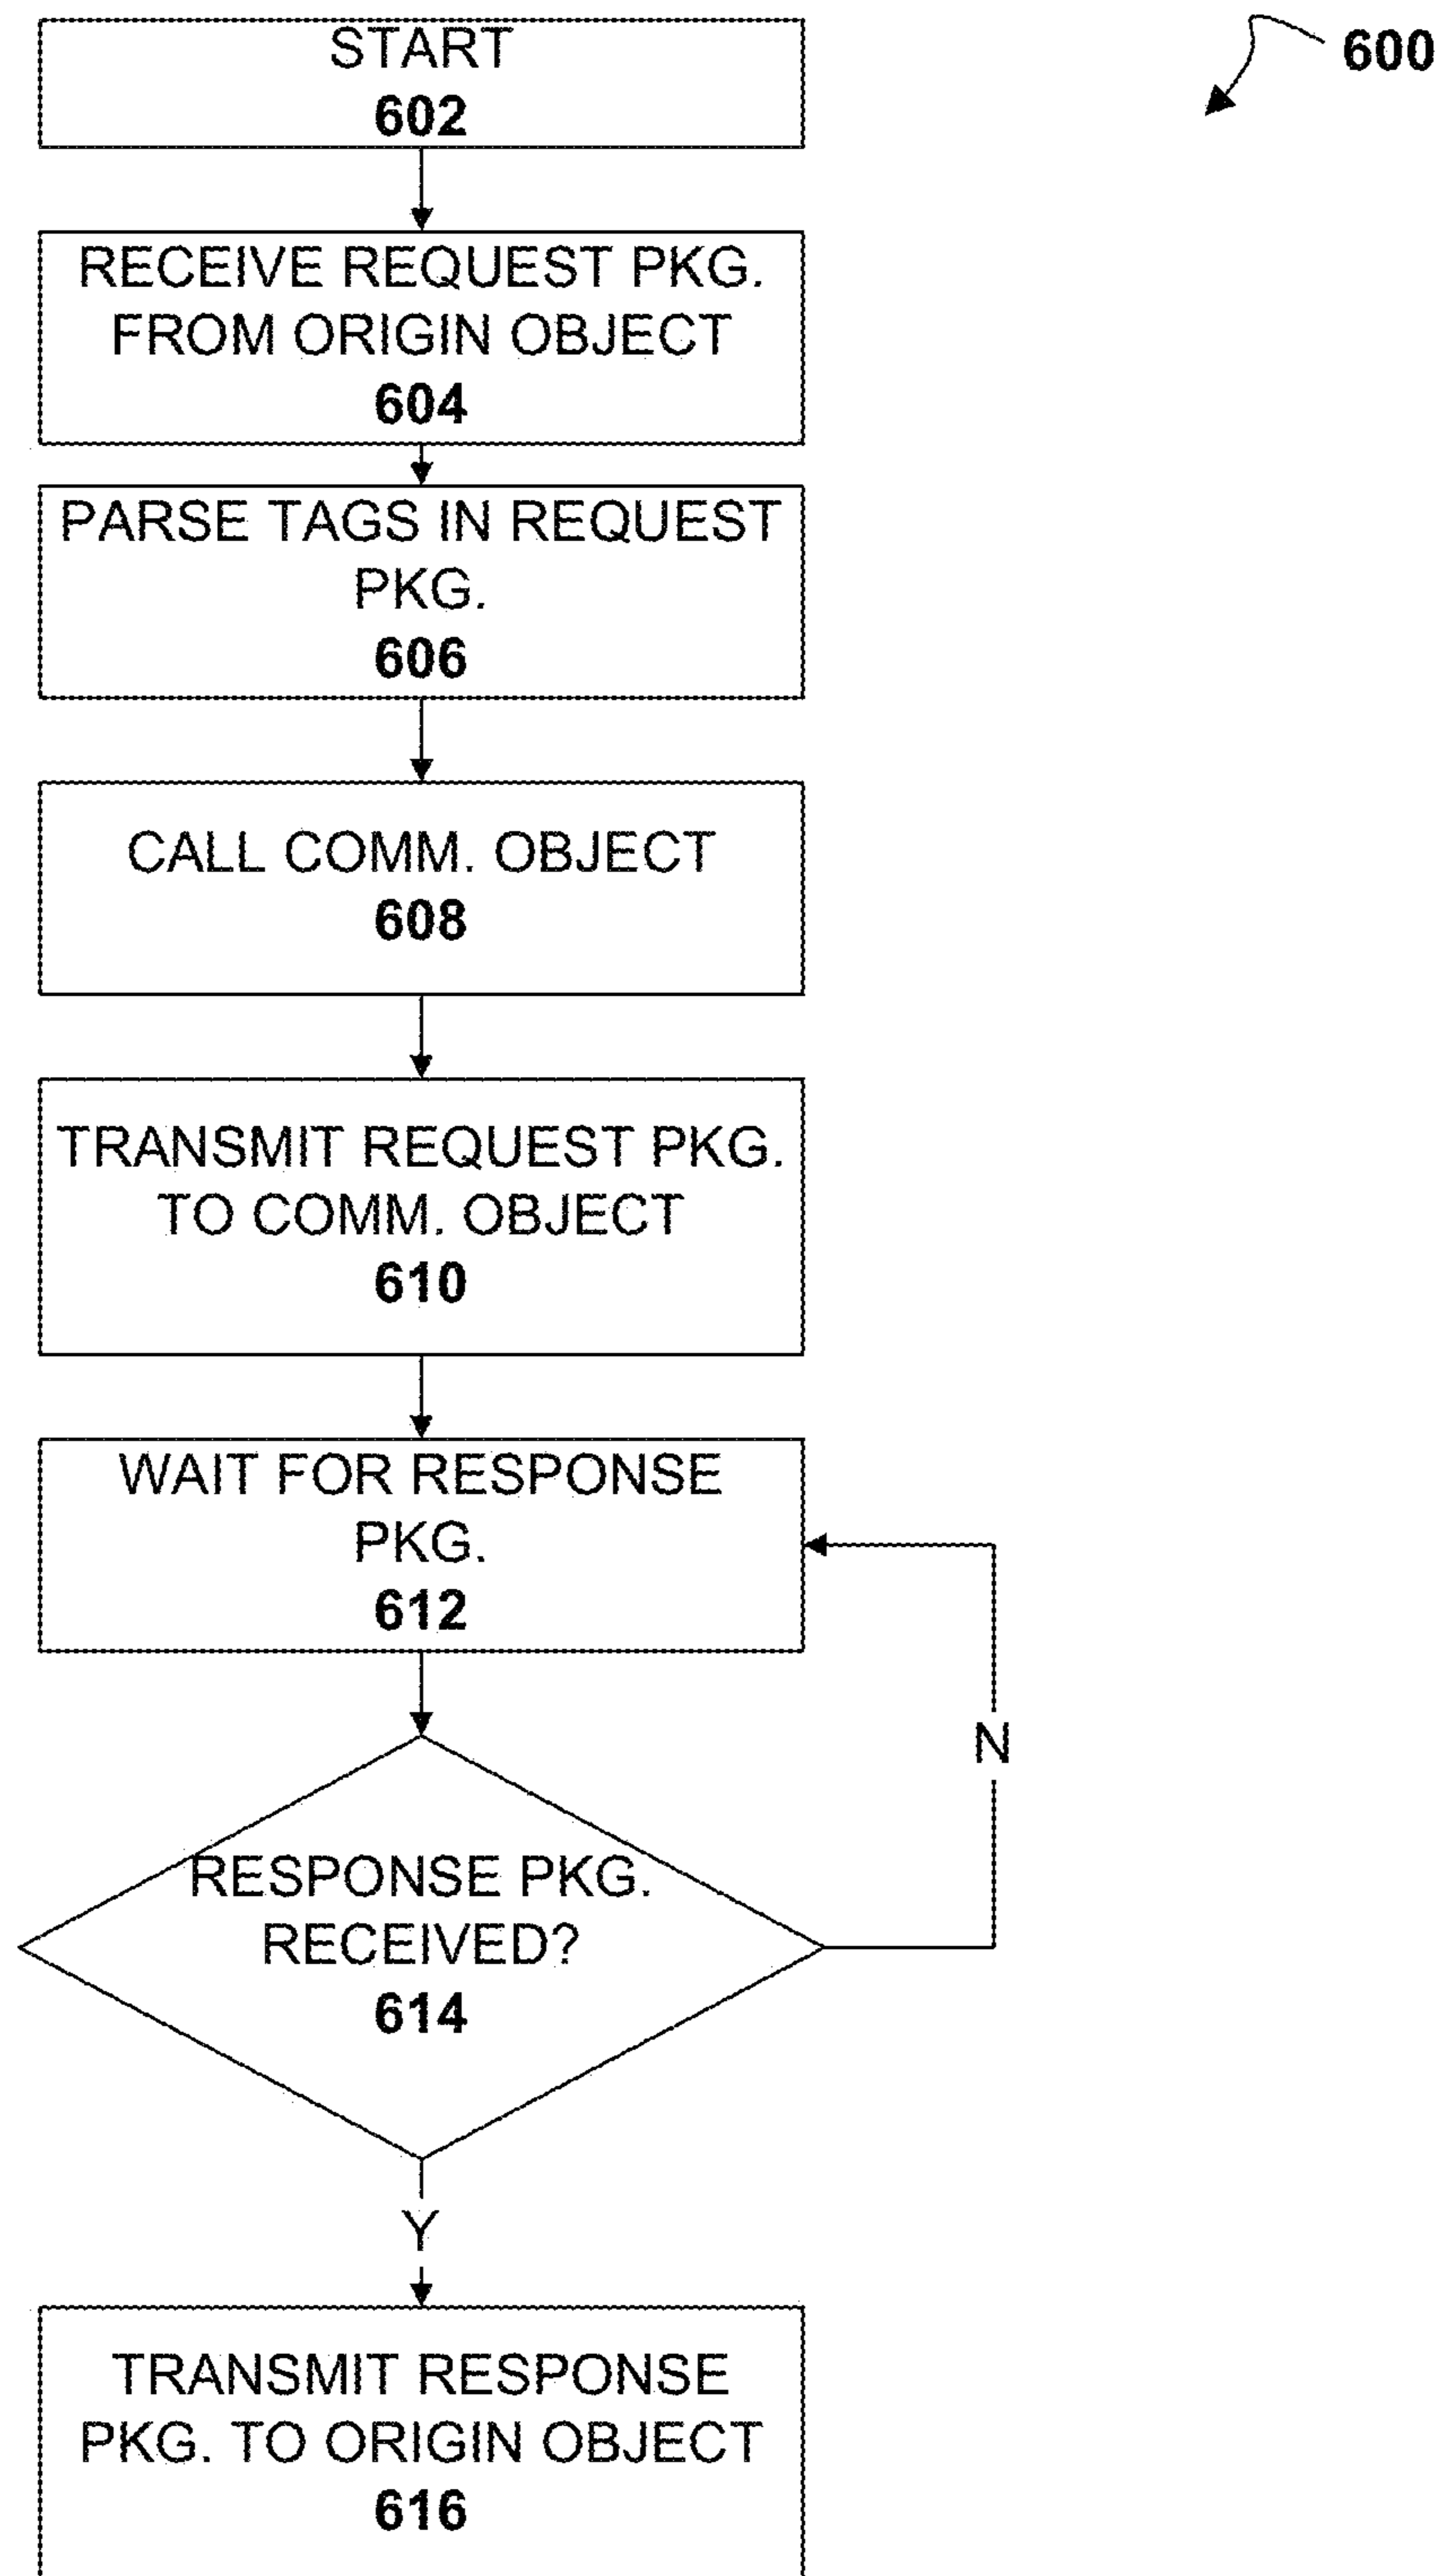 START
602
600
RECEIVE REQUEST PKG.
FROM ORIGIN OBJECT
604
PARSE TAGS IN REQUEST
PKG.
606
CALL COMM. OBJECT
608
TRANSMIT REQUEST PKG.
TO COMM. OBJECT
610
WAIT FOR RESPONSE
PKG.
612
N
RESPONSE PKG.
RECEIVED?
614
Y
TRANSMIT RESPONSE
PKG. TO ORIGIN OBJECT
616